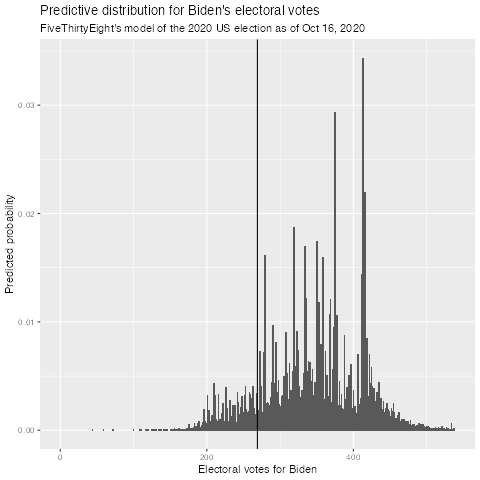 Predictive distribution for Biden's electoral votes
FiveThirtyEight's model of the 2020 US election as of Oct 16, 2020
0.03
0.02
0.01
0.00
Predicted probability
0
200
400
Electoral votes for Biden